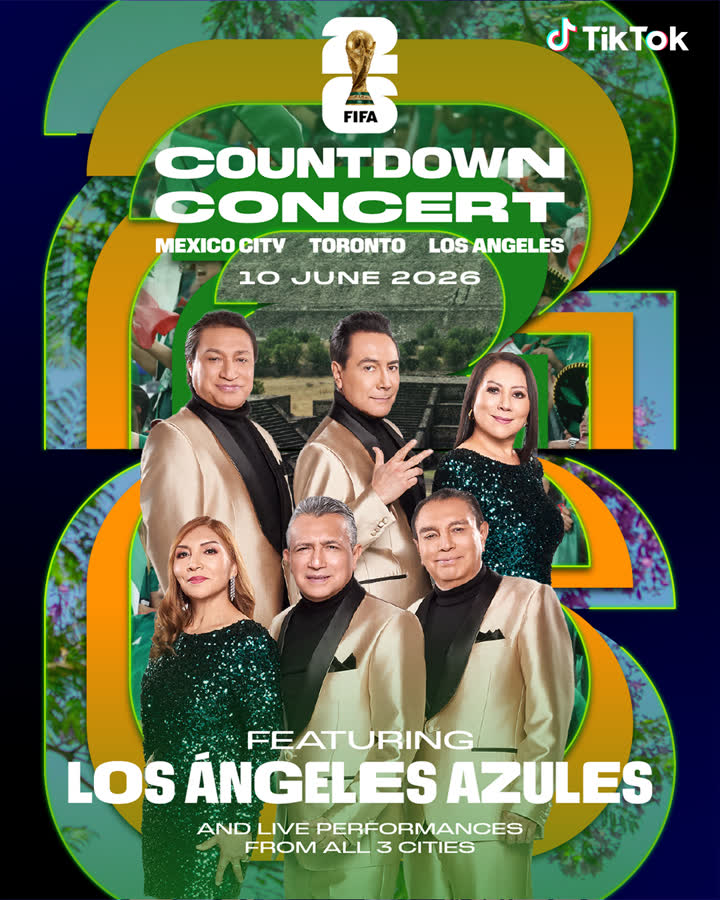 TikTok
26
FIFA
COUNTDOWN
CONCERT
MEXICO CITY TORONTO LOS ANGELES
10 JUNE 2026
FEATURING
LOS ÁNGELES AZULES
AND LIVE PERFORMANCES
FROM ALL 3 CITIES